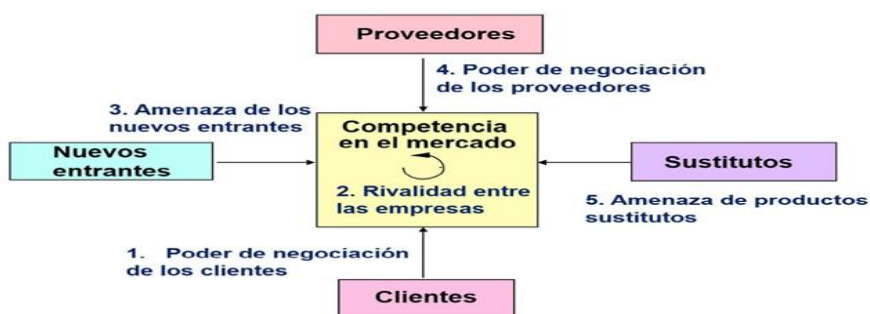 Proveedores
4. Poder de negociación
de los proveedores
3. Amenaza de los
nuevos entrantes
Competencia
en el mercado
Nuevos
entrantes
Sustitutos
2. Rivalidad entre
las empresas
5. Amenaza de productos
sustitutos
1. Poder de negociación
de los clientes
Clientes